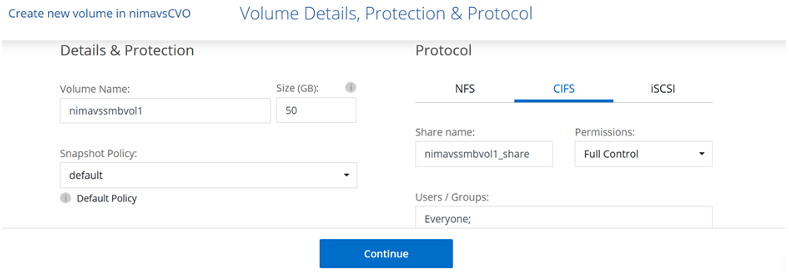 Create new volume in nimavsCVO
Volume Details, Protection & Protocol
Details & Protection
Protocol
Volume Name:
Size (GB):
i
nimavssmbvol1
50
NFS
CIFS
iSCSI
Share name:
Permissions:
nimavssmbvol1_share
Full Control
Snapshot Policy:
default
i Default Policy
Users / Groups:
Everyone;
Continue